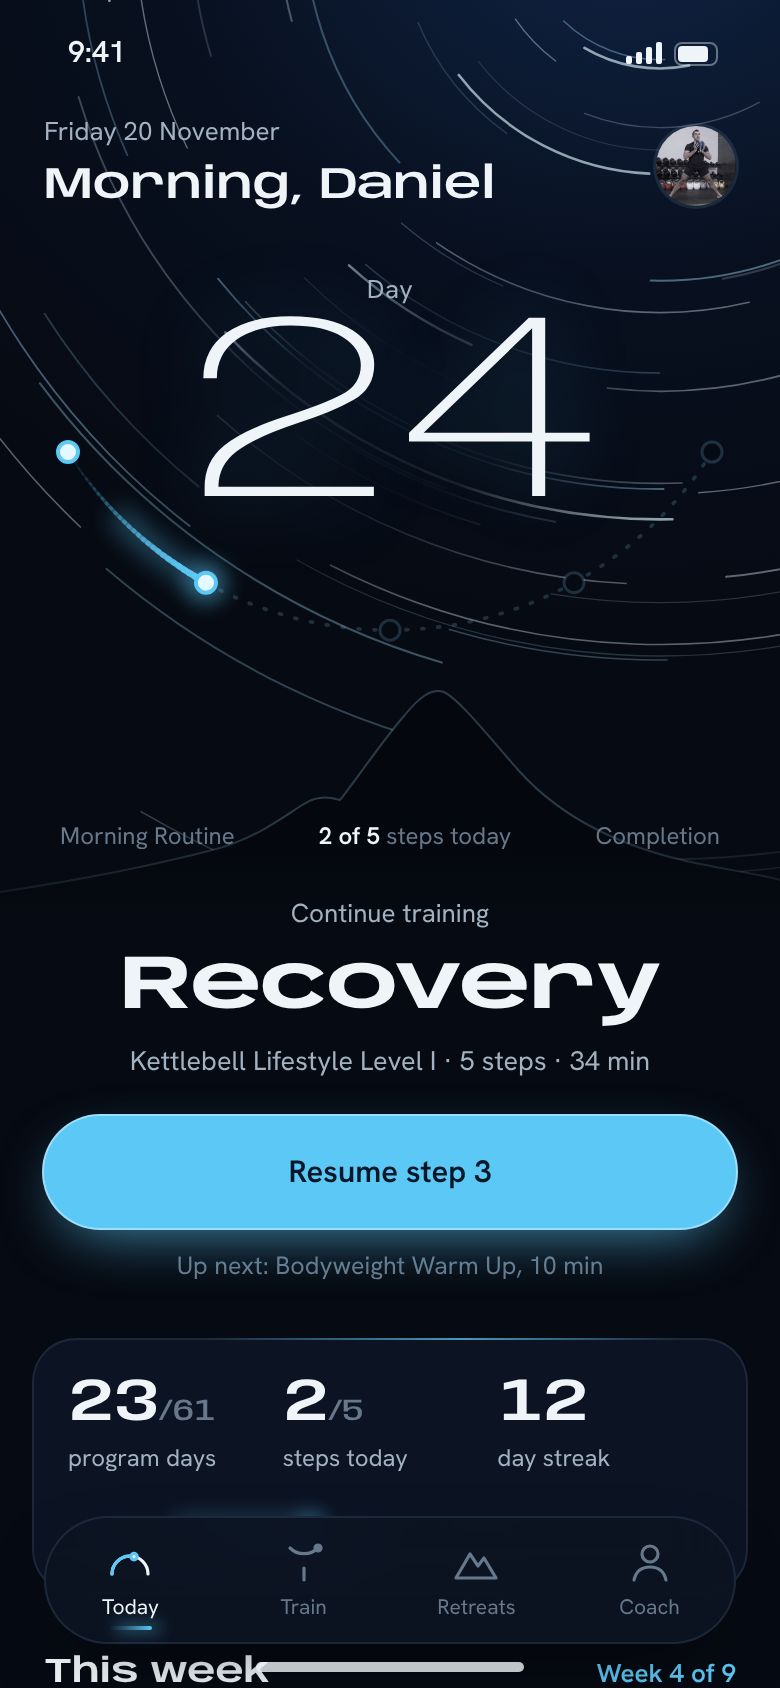 9:41
Friday 20 November
Morning, Daniel
Day
24
Morning Routine
2 of 5 steps today
Completion
Continue training
Recovery
Kettlebell Lifestyle Level I · 5 steps · 34 min
Resume step 3
Up next: Bodyweight Warm Up, 10 min
23/61
program days
2/5
steps today
12
day streak
Today
Train
Retreats
Coach
This week
Week 4 of 9